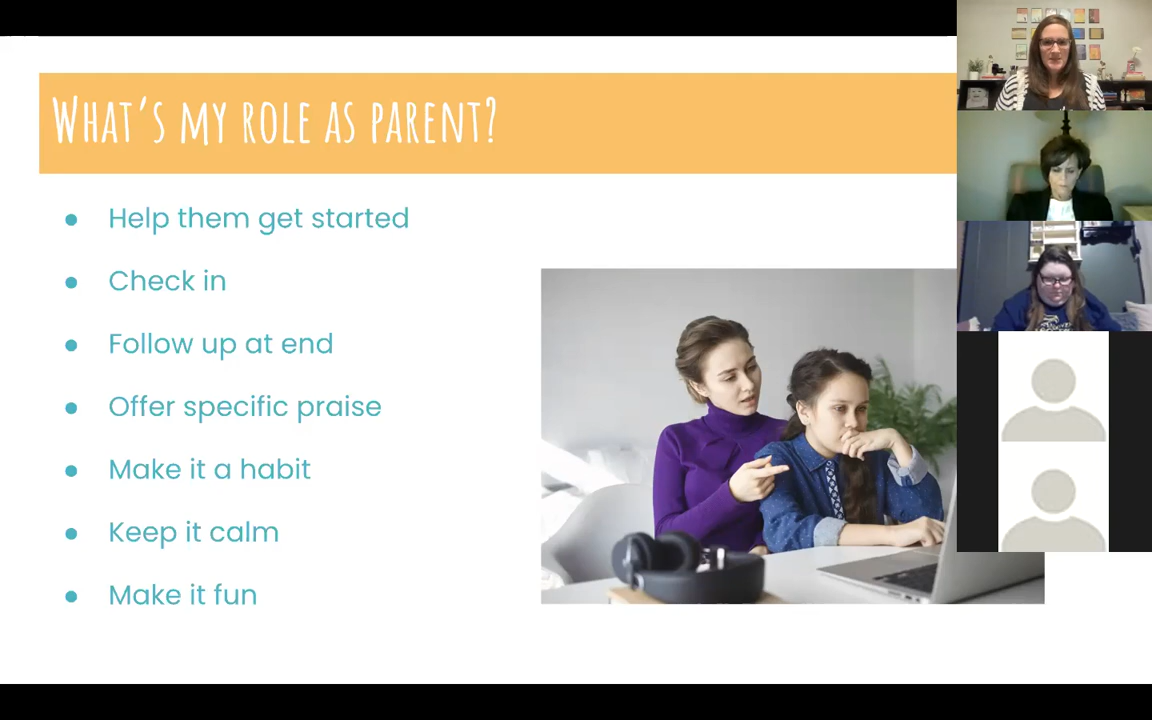 What's my role as parent?
Help them get started
Check in
Follow up at end
Offer specific praise
Make it a habit
Keep it calm
Make it fun